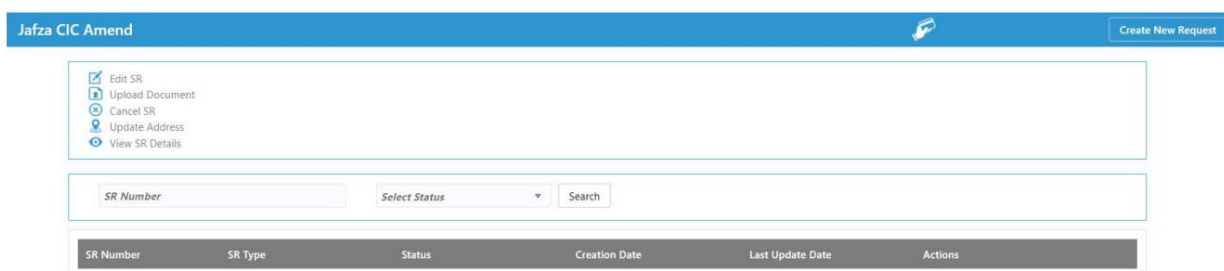 Jafza CIC Amend Create New Request
Edit SR
Upload Document
Cancel SR
Update Address
View SR Details
SR Number Select Status Search
SR Number SR Type Status Creation Date Last Update Date Actions